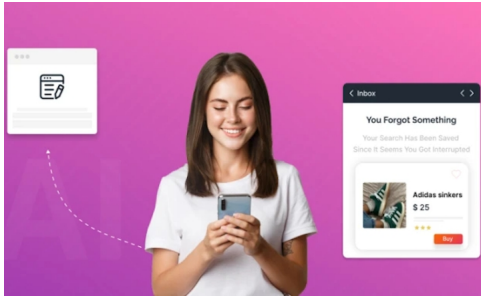 AI
Inbox
You Forgot Something
Your Search Has Been Saved
Since It Seems You Got Interrupted
Adidas sinkers
$ 25
Buy